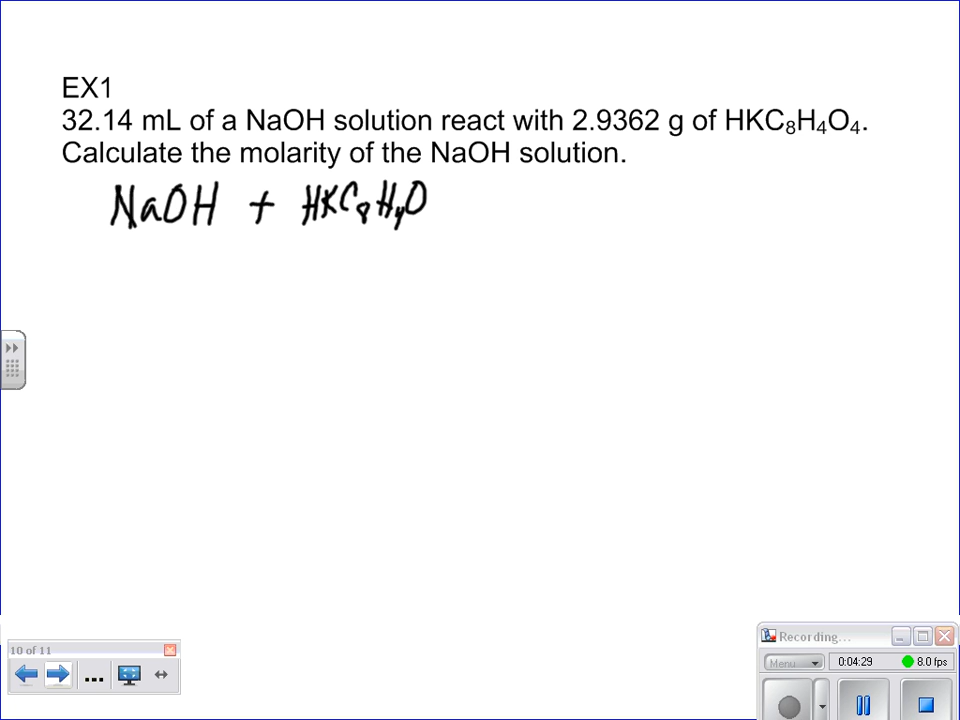 EX1
32.14 mL of a NaOH solution react with 2.9362 g of HKC₈H₄O₄.
Calculate the molarity of the NaOH solution.
NaOH + HKC₈H₄O
10 of 11
...
Recording...
Menu
0:04:29
8.0 fps